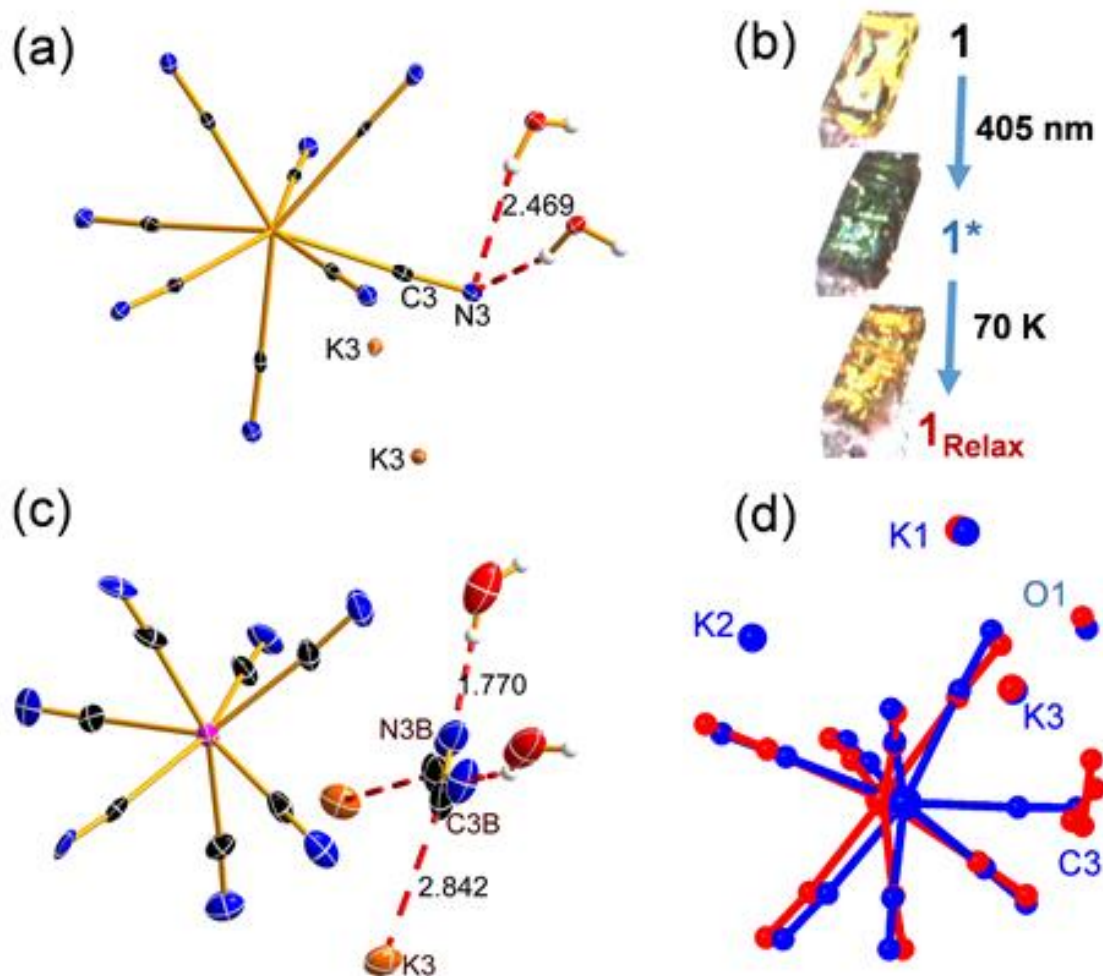 (a)
2.469
C3
N3
K3
K3
(b)
1
405 nm
1*
70 K
1Relax
(c)
1.770
N3B
C3B
2.842
K3
(d)
K1
O1
K2
K3
C3